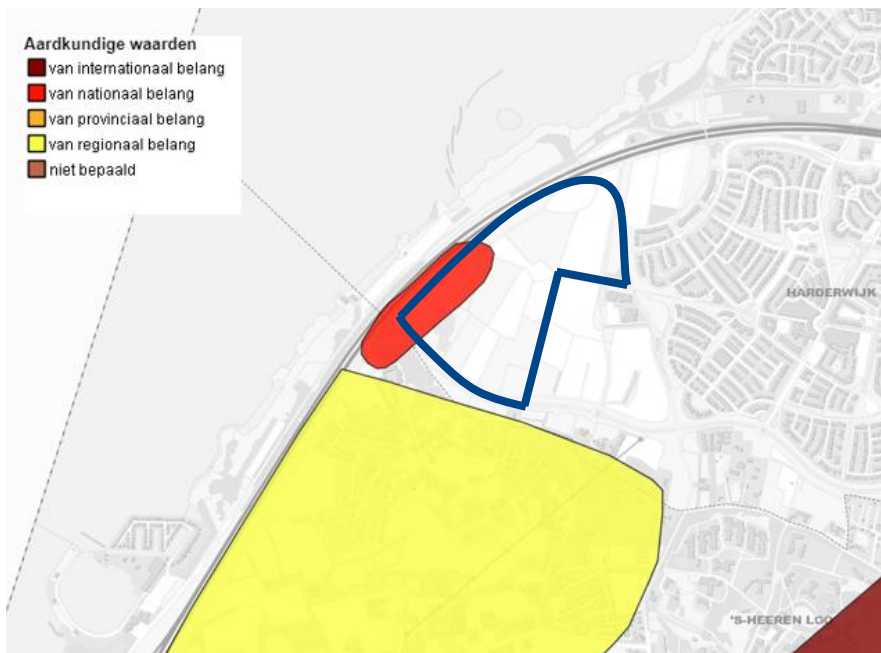 Aardkundige waarden
van internationaal belang
van nationaal belang
van provinciaal belang
van regionaal belang
niet bepaald
HARDERWIJK
'S-HEEREN LOO